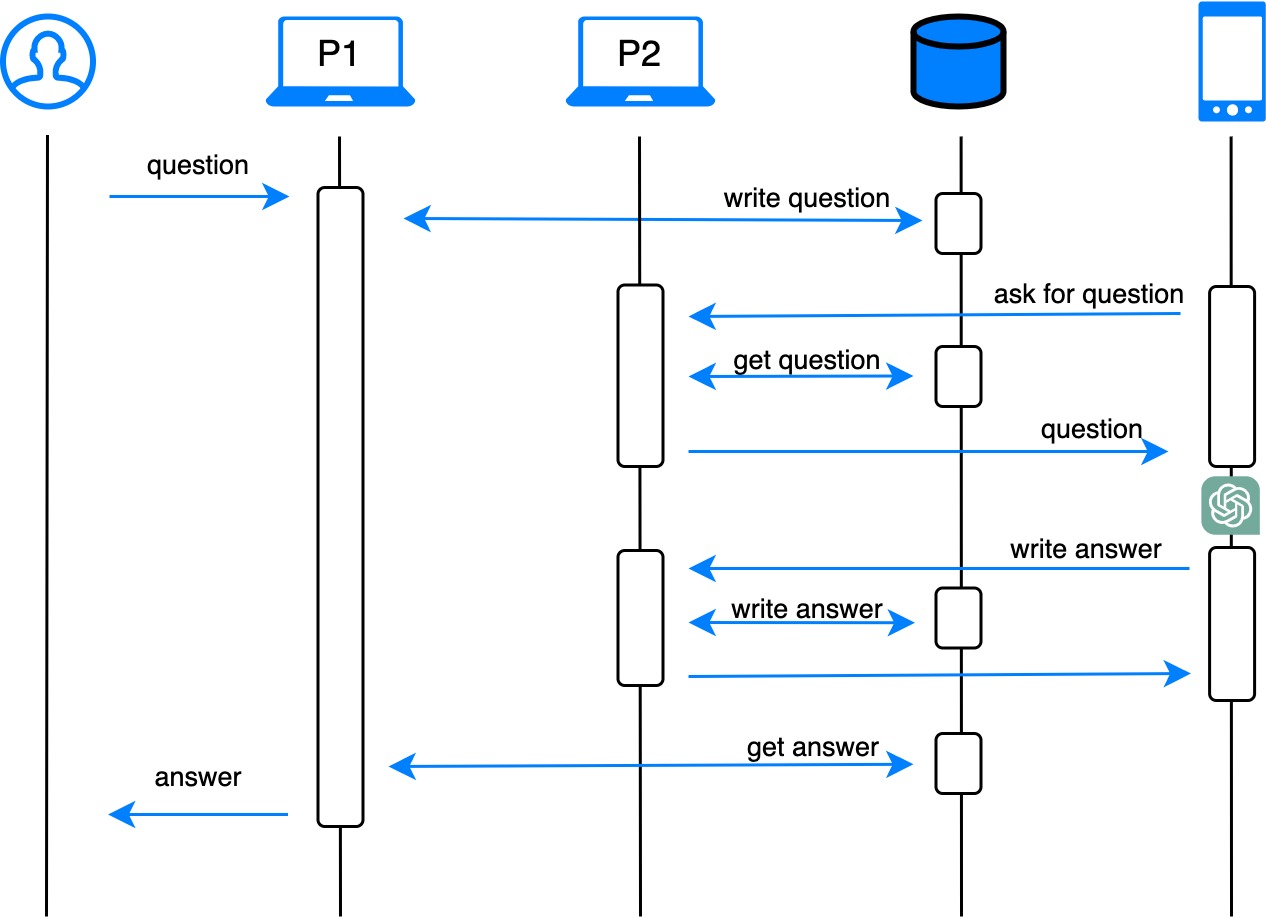 P1
P2
question
write question
ask for question
get question
question
write answer
write answer
get answer
answer